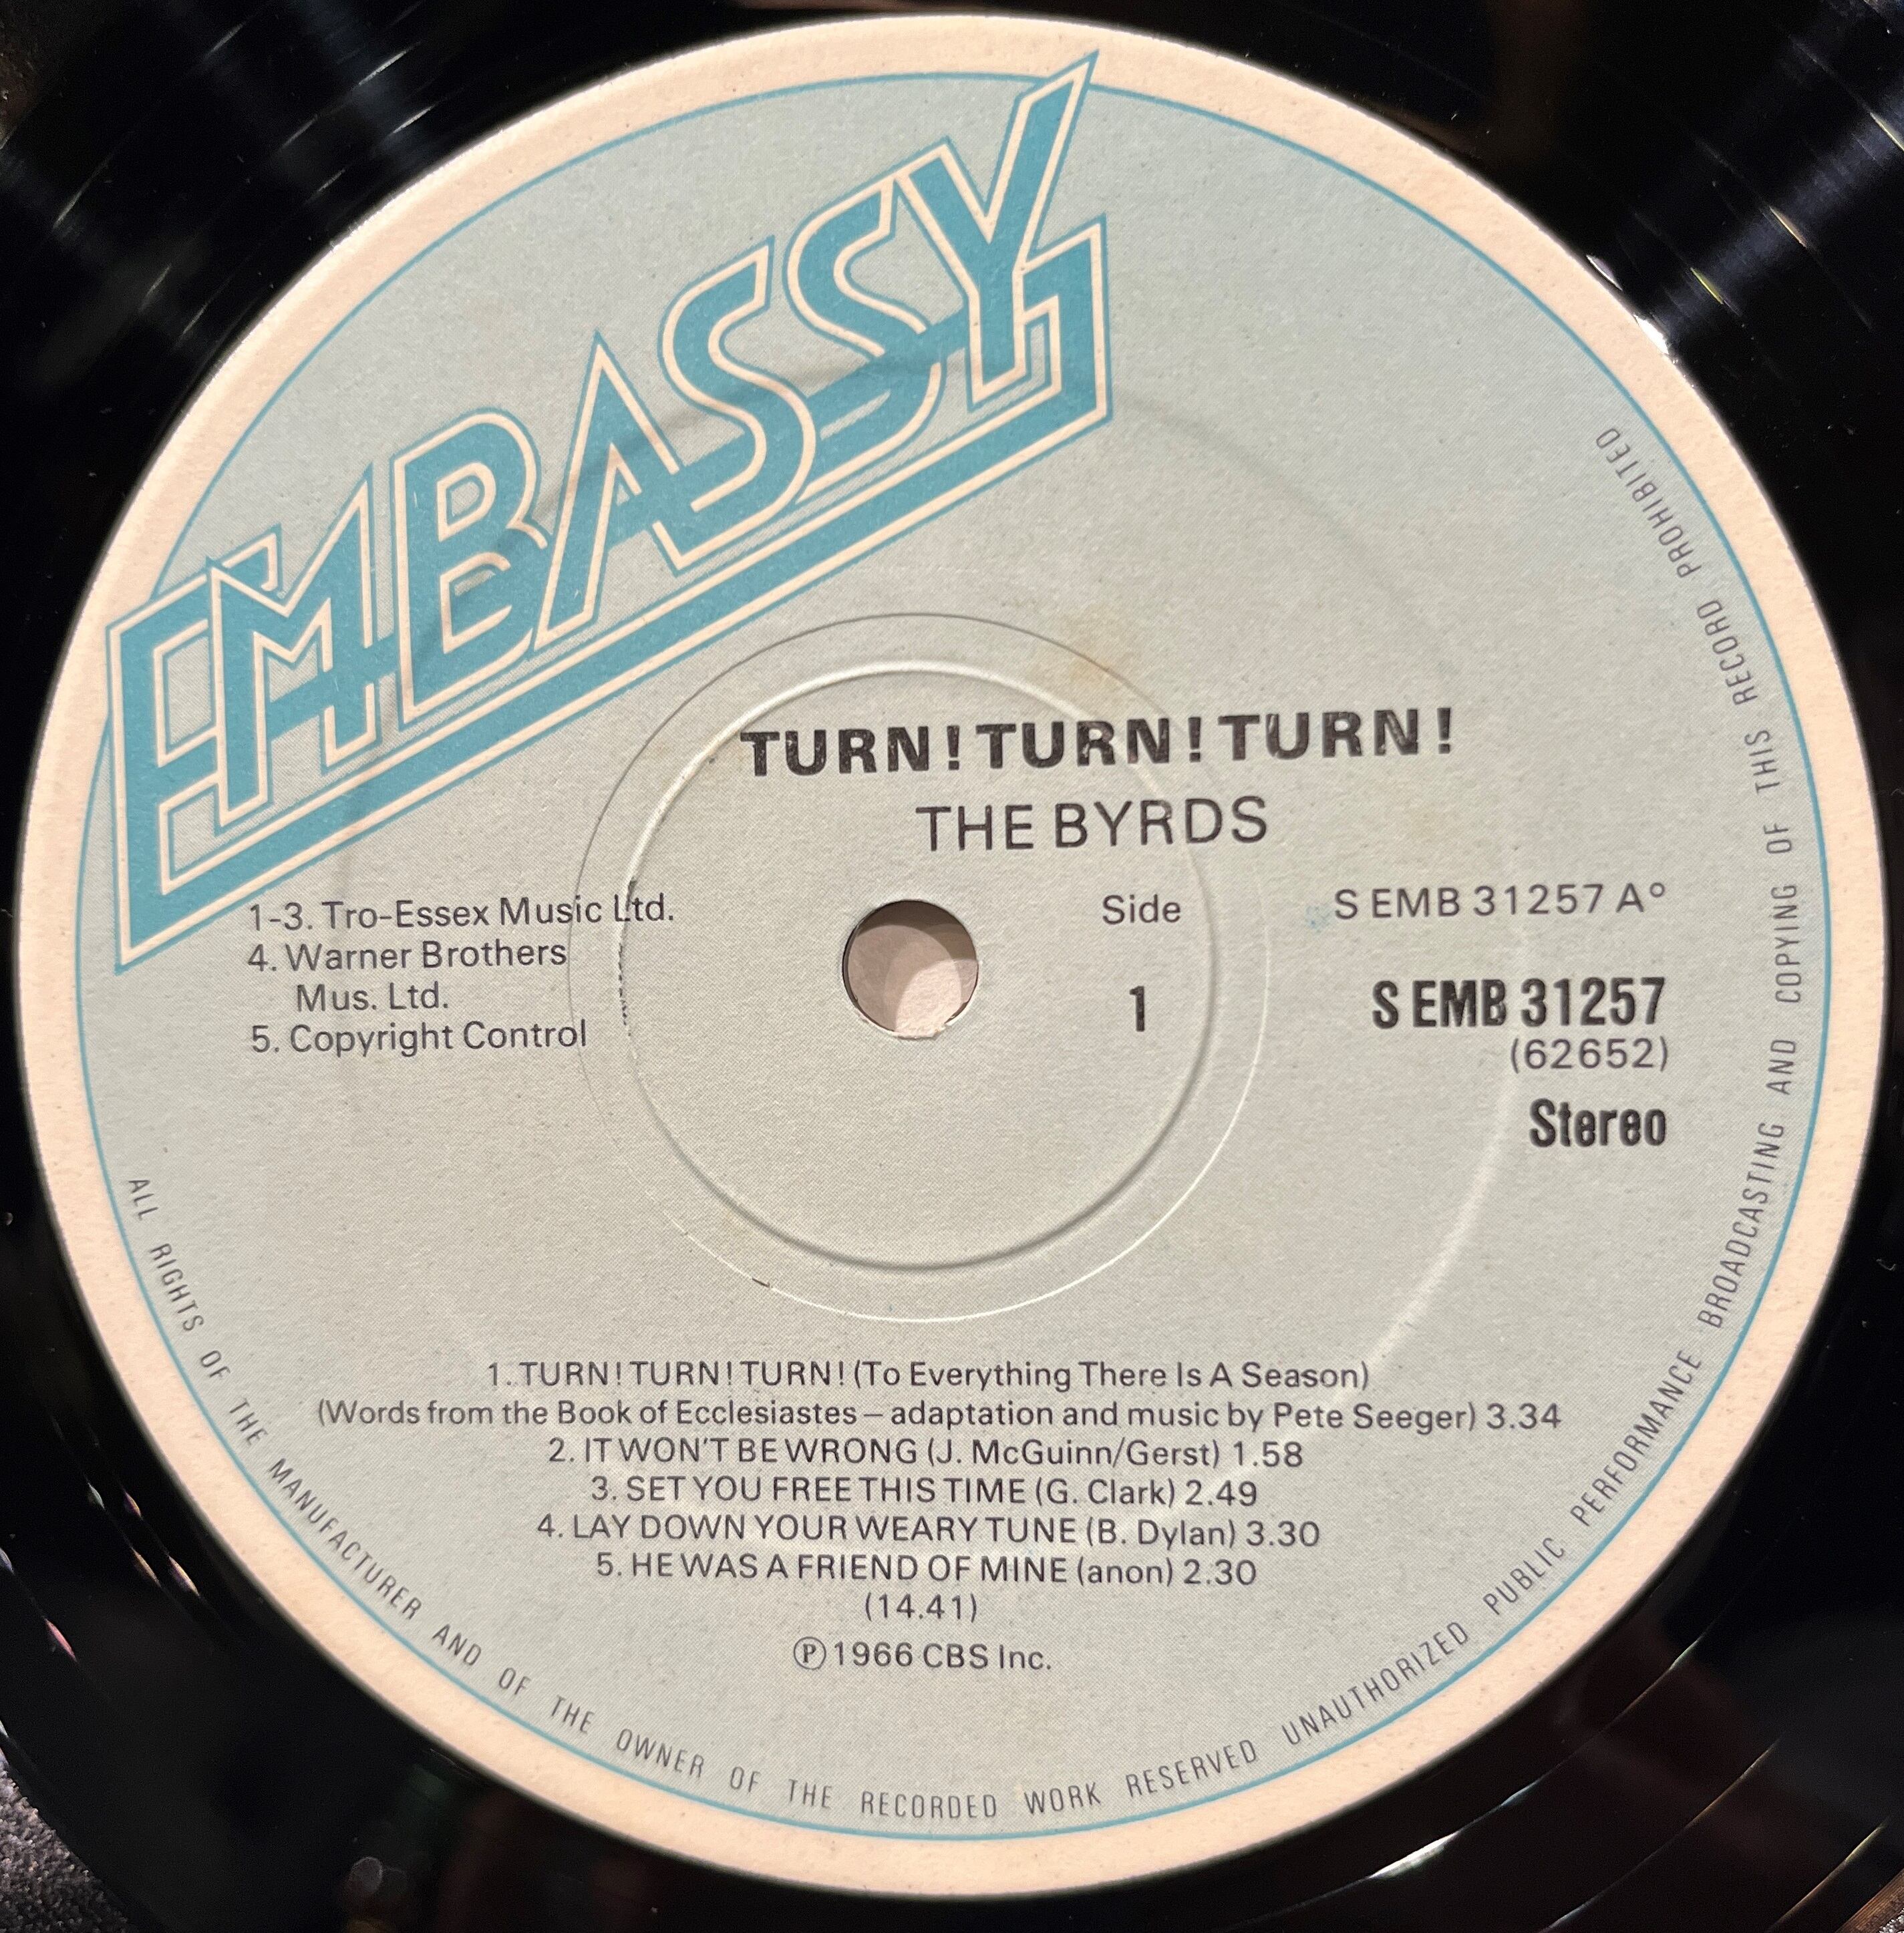 EMBASSY
TURN! TURN! TURN!
THE BYRDS
1-3. Tro-Essex Music Ltd.
4. Warner Brothers
Mus. Ltd.
5. Copyright Control
Side
1
S EMB 31257 A°
S EMB 31257
(62652)
Stereo
1. TURN! TURN! TURN! (To Everything There Is A Season)
(Words from the Book of Ecclesiastes – adaptation and music by Pete Seeger) 3.34
2. IT WON'T BE WRONG (J. McGuinn/Gerst) 1.58
3. SET YOU FREE THIS TIME (G. Clark) 2.49
4. LAY DOWN YOUR WEARY TUNE (B. Dylan) 3.30
5. HE WAS A FRIEND OF MINE (anon) 2.30
(14.41)
℗ 1966 CBS Inc.
ALL RIGHTS OF THE MANUFACTURER AND OF THE OWNER OF THE RECORDED WORK RESERVED UNAUTHORIZED PUBLIC PERFORMANCE BROADCASTING AND COPYING OF THIS RECORD PROHIBITED